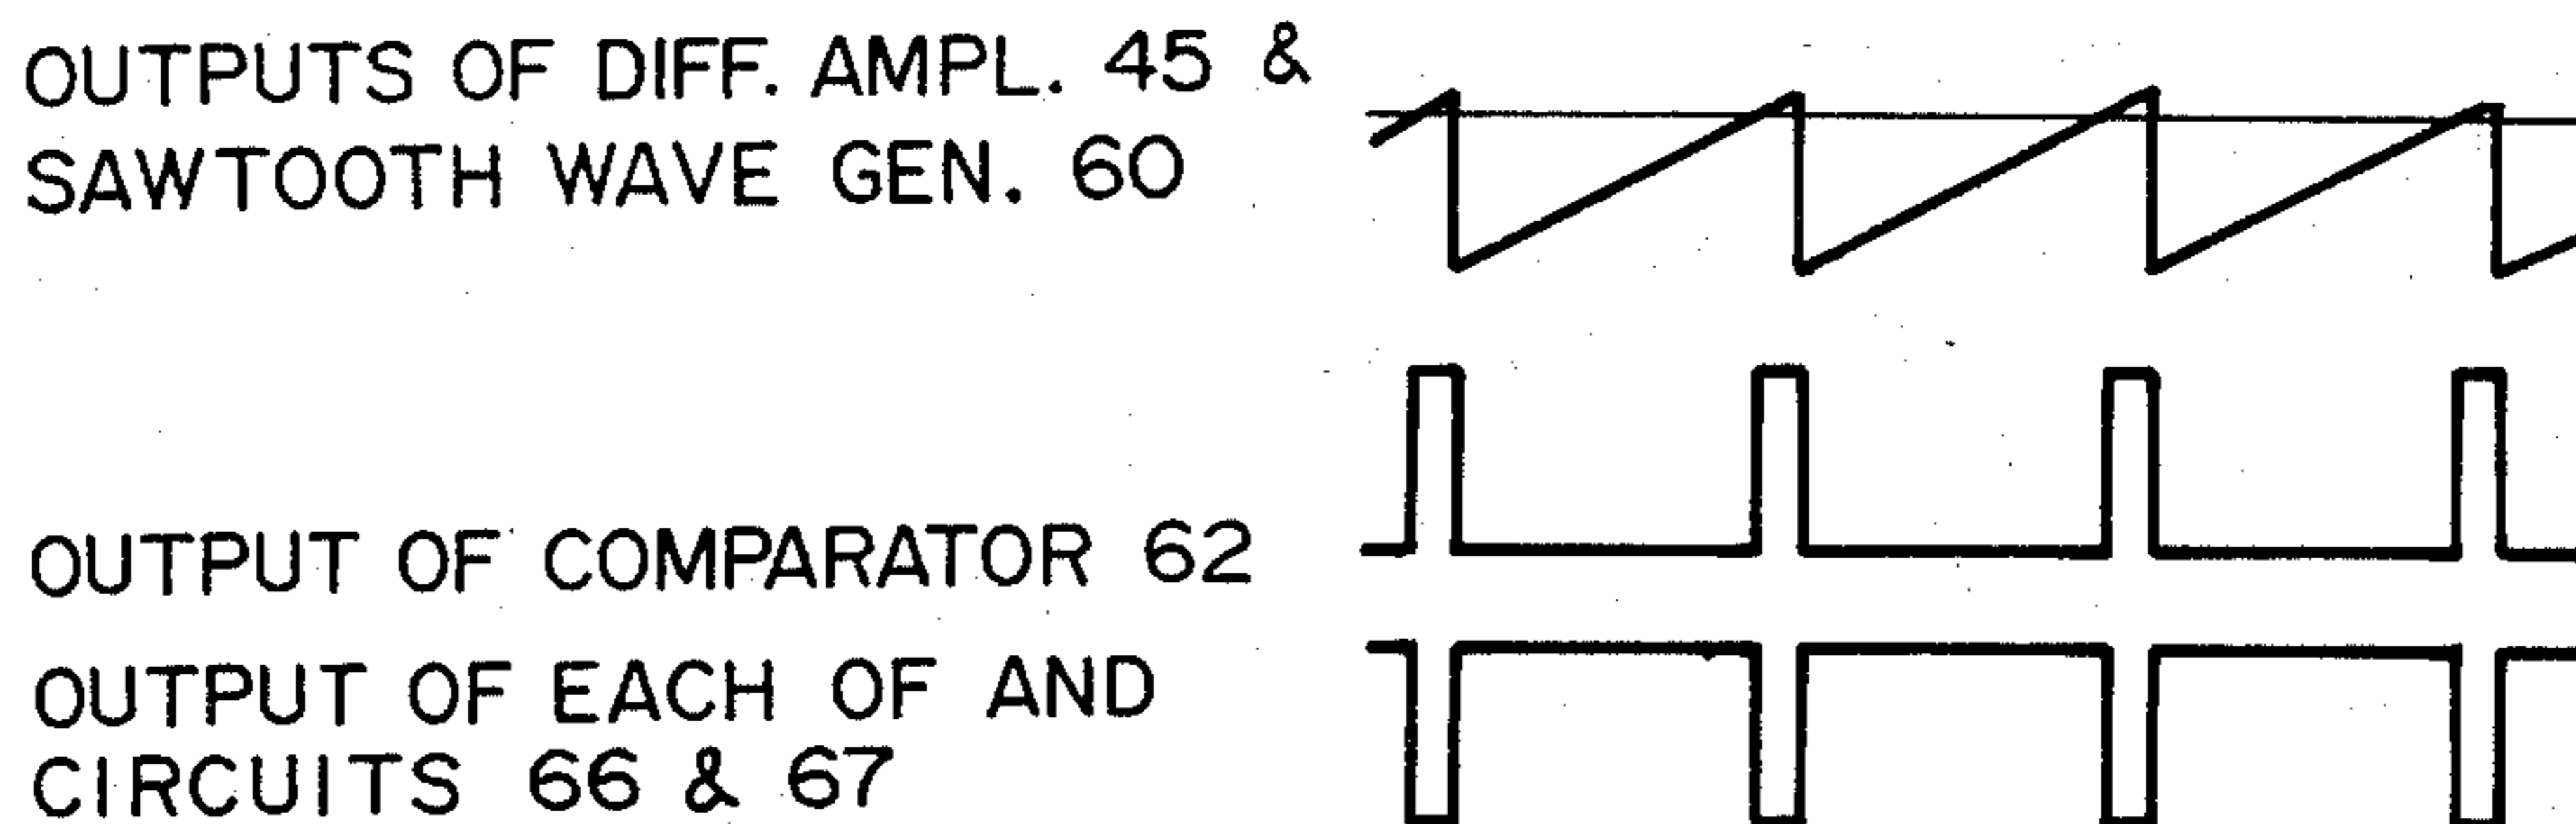 OUTPUTS OF DIFF. AMPL. 45 &
SAWTOOTH WAVE GEN. 60
OUTPUT OF COMPARATOR 62
OUTPUT OF EACH OF AND
CIRCUITS 66 & 67